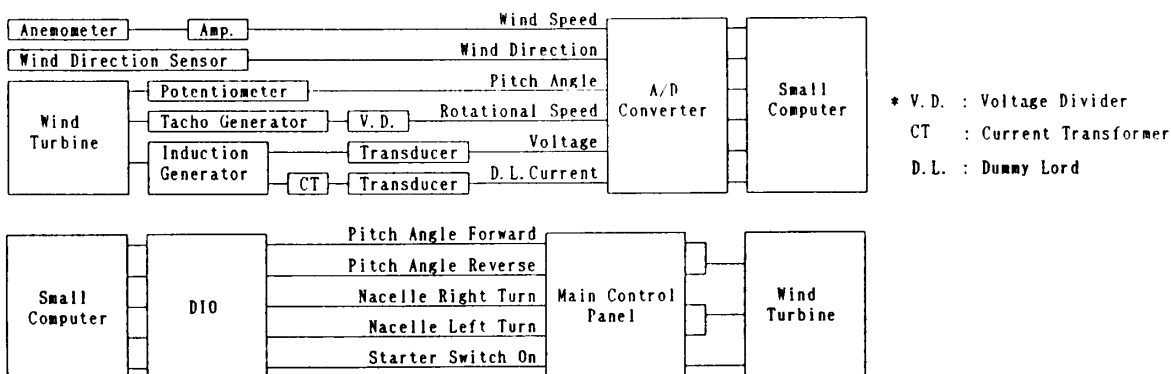 Anemometer Amp. Wind Speed
Wind Direction Sensor Wind Direction
Potentiometer Pitch Angle
Tacho Generator V.D. Rotational Speed
Wind
Turbine
Induction
Generator
Transducer Voltage
CT Transducer D.L.Current
A/D
Converter
Small
Computer
* V.D. : Voltage Divider
CT : Current Transformer
D.L. : Dummy Lord
Small
Computer
DIO
Pitch Angle Forward
Pitch Angle Reverse
Nacelle Right Turn
Nacelle Left Turn
Starter Switch On
Main Control
Panel
Wind
Turbine